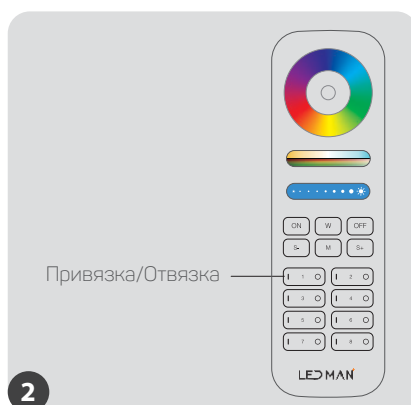 ON W OFF
S- M S+
Привязка/Отвязка
I 1 O I 2 O
I 3 O I 4 O
I 5 O I 6 O
I 7 O I 8 O
LEDMAN
2